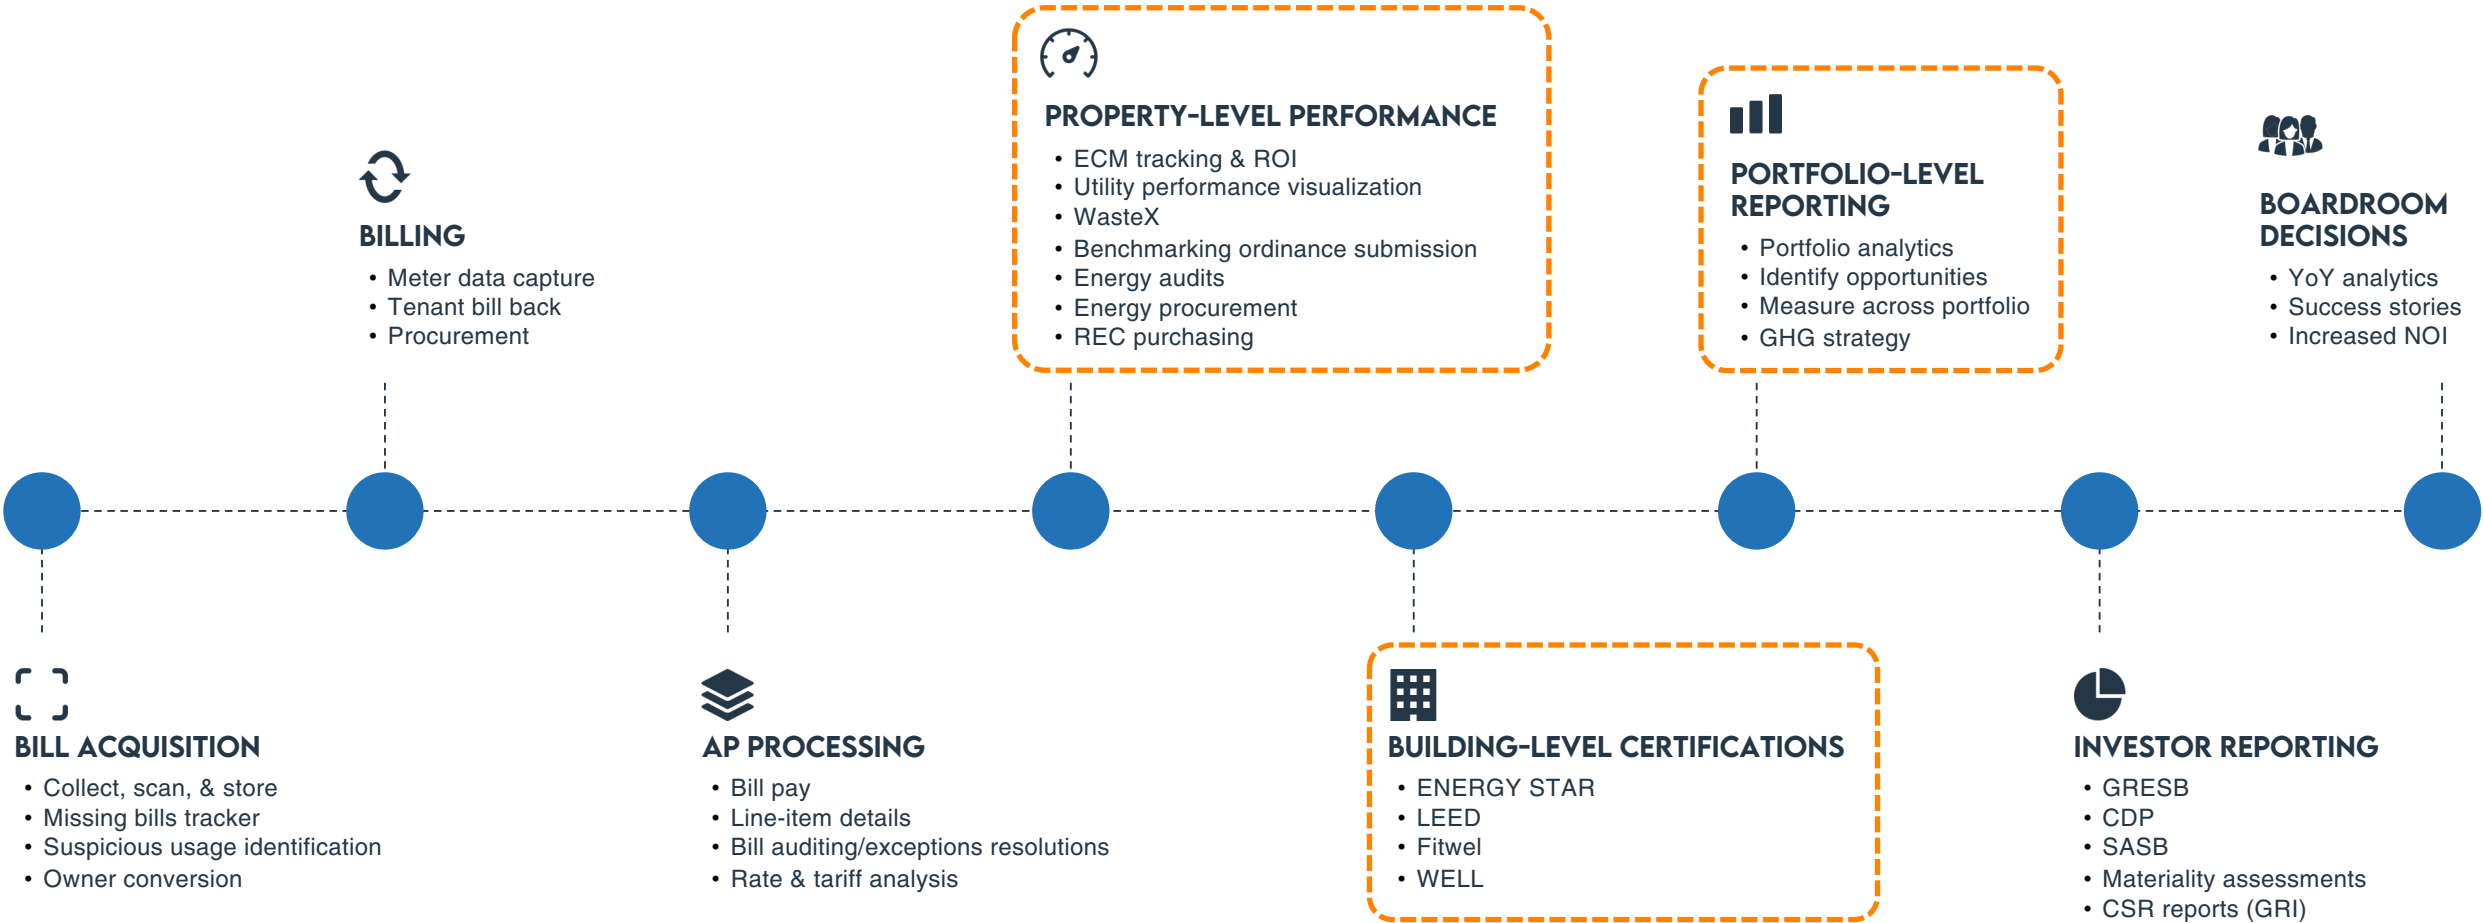 PROPERTY-LEVEL PERFORMANCE
• ECM tracking & ROI
• Utility performance visualization
• WasteX
• Benchmarking ordinance submission
• Energy audits
• Energy procurement
• REC purchasing
PORTFOLIO-LEVEL
REPORTING
• Portfolio analytics
• Identify opportunities
• Measure across portfolio
• GHG strategy
BOARDROOM
DECISIONS
• YoY analytics
• Success stories
• Increased NOI
BILLING
• Meter data capture
• Tenant bill back
• Procurement
BILL ACQUISITION
• Collect, scan, & store
• Missing bills tracker
• Suspicious usage identification
• Owner conversion
AP PROCESSING
• Bill pay
• Line-item details
• Bill auditing/exceptions resolutions
• Rate & tariff analysis
BUILDING-LEVEL CERTIFICATIONS
• ENERGY STAR
• LEED
• Fitwel
• WELL
INVESTOR REPORTING
• GRESB
• CDP
• SASB
• Materiality assessments
• CSR reports (GRI)